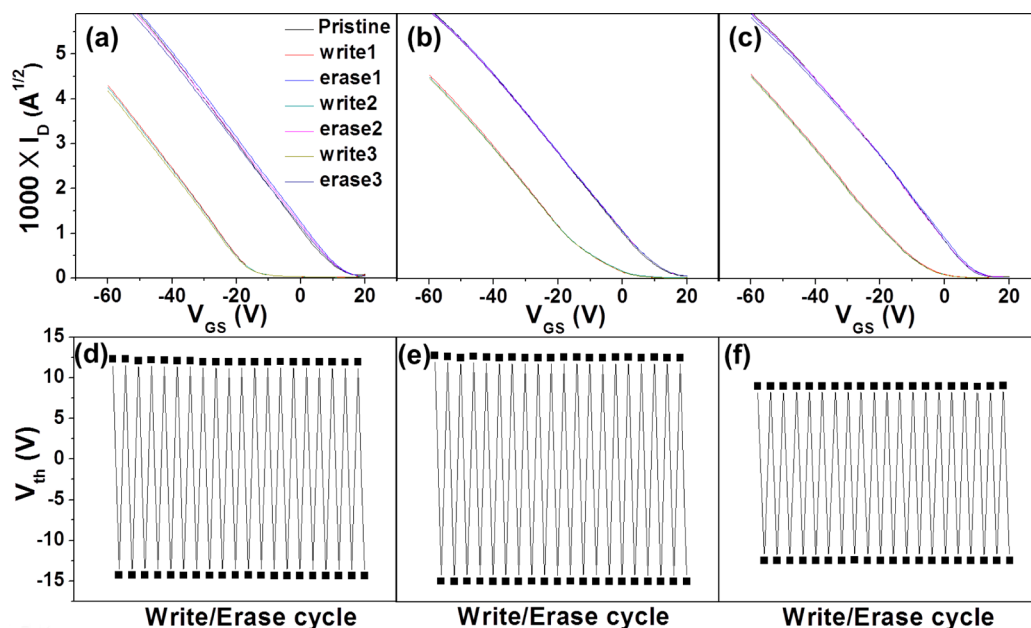 (a)
Pristine
write1
erase1
write2
erase2
write3
erase3
(b)
(c)
1000 X I_D (A^1/2)
5
4
3
2
1
0
-60 -40 -20 0 20
-60 -40 -20 0 20
-60 -40 -20 0 20
V_GS (V)
V_GS (V)
V_GS (V)
(d)
(e)
(f)
V_th (V)
15
10
5
0
-5
-10
-15
Write/Erase cycle
Write/Erase cycle
Write/Erase cycle